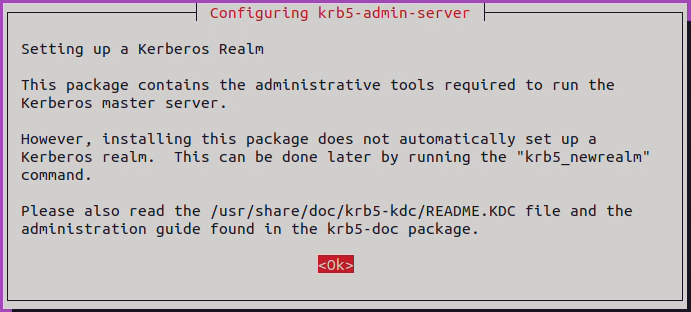 Configuring krb5-admin-server
Setting up a Kerberos Realm
This package contains the administrative tools required to run the
Kerberos master server.
However, installing this package does not automatically set up a
Kerberos realm.  This can be done later by running the "krb5_newrealm"
command.
Please also read the /usr/share/doc/krb5-kdc/README.KDC file and the
administration guide found in the krb5-doc package.
<Ok>